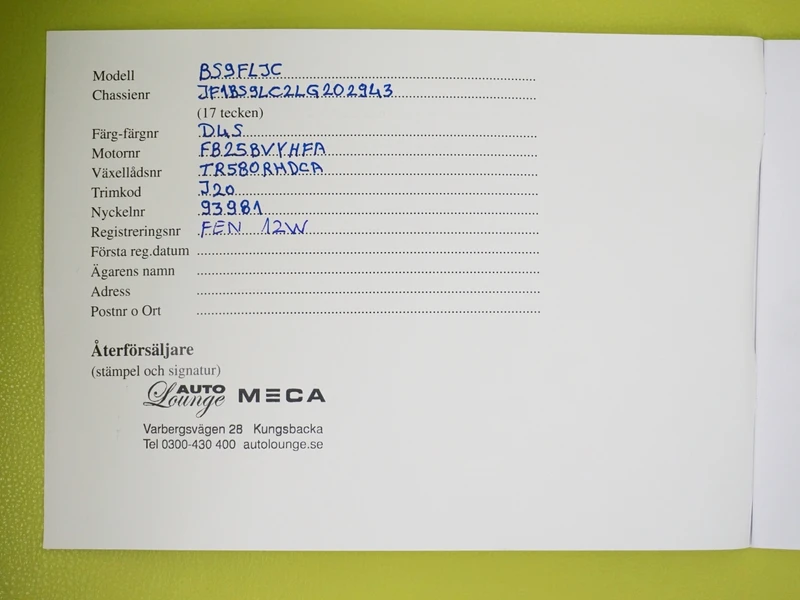 Modell BS9FLJC
Chassienr JF1BS9LC2LG202943
(17 tecken)
Färg-färgnr D4S
Motornr FB25BVYHFA
Växellådsnr TR580RHDCA
Trimkod J20
Nyckelnr 93981
Registreringsnr FEN 12W
Första reg.datum
Ägarens namn
Adress
Postnr o Ort
Återförsäljare
(stämpel och signatur)
AUTO Lounge MECA
Varbergsvägen 28 Kungsbacka
Tel 0300-430 400 autolounge.se